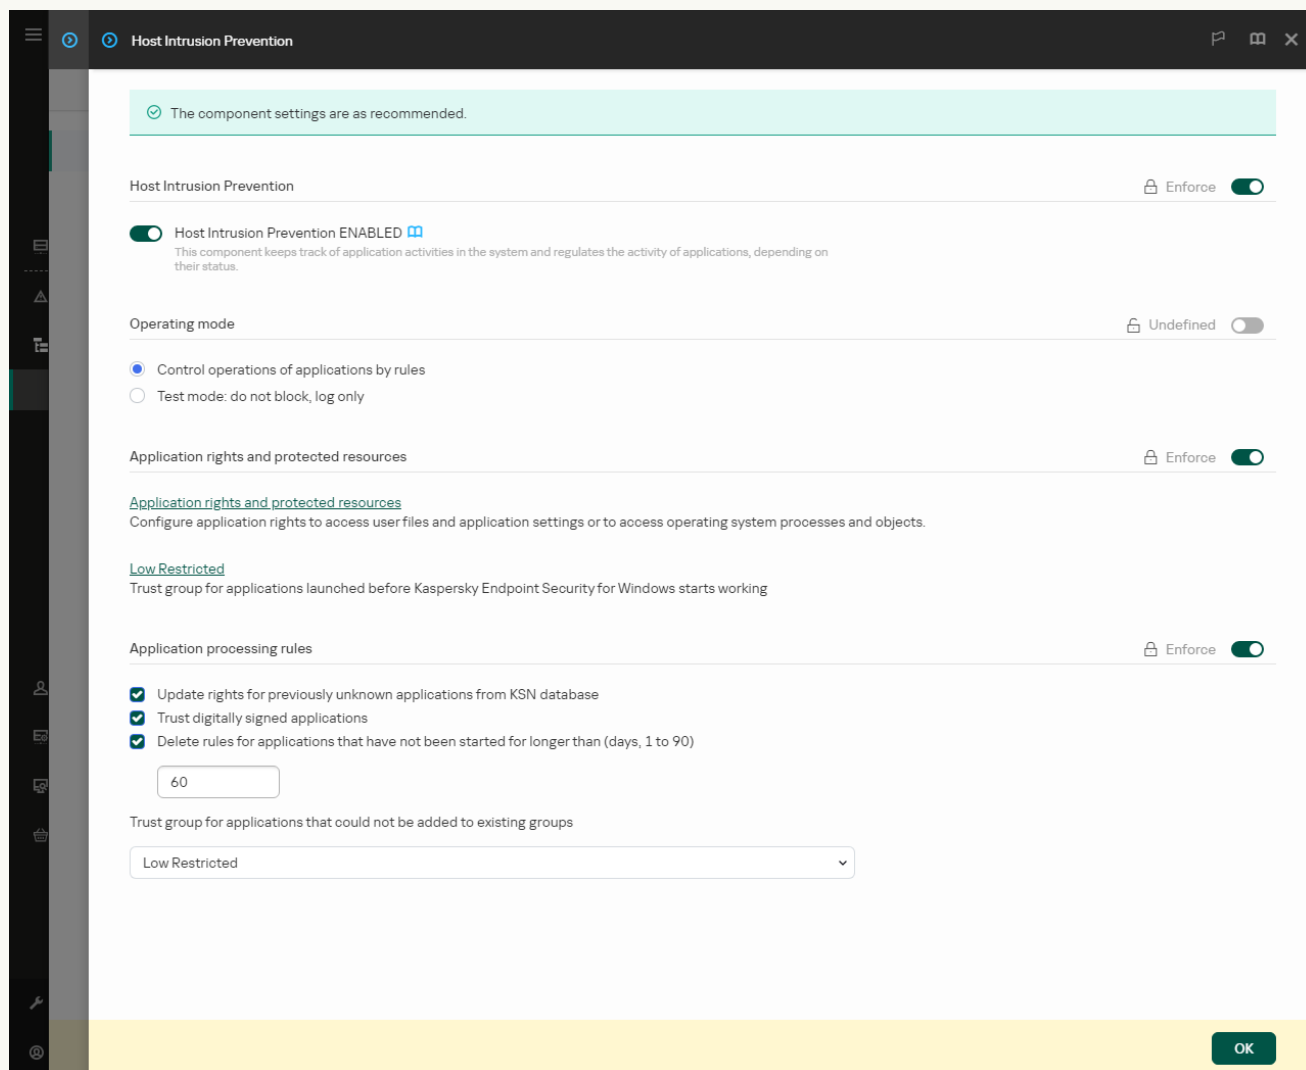 Host Intrusion Prevention
The component settings are as recommended.
Host Intrusion Prevention
Enforce
Host Intrusion Prevention ENABLED
This component keeps track of application activities in the system and regulates the activity of applications, depending on
their status.
Operating mode
Undefined
Control operations of applications by rules
Test mode: do not block, log only
Application rights and protected resources
Enforce
Application rights and protected resources
Configure application rights to access user files and application settings or to access operating system processes and objects.
Low Restricted
Trust group for applications launched before Kaspersky Endpoint Security for Windows starts working
Application processing rules
Enforce
Update rights for previously unknown applications from KSN database
Trust digitally signed applications
Delete rules for applications that have not been started for longer than (days, 1 to 90)
60
Trust group for applications that could not be added to existing groups
Low Restricted
OK